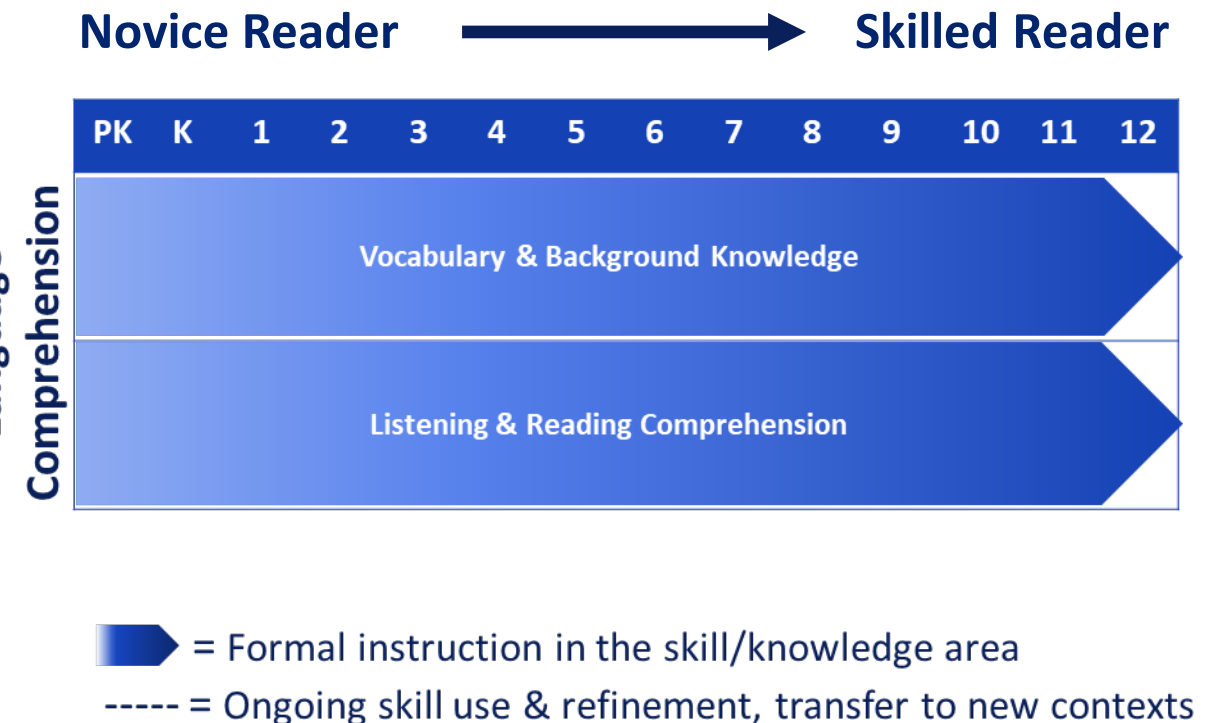 Novice Reader
Skilled Reader
PK K 1 2 3 4 5 6 7 8 9 10 11 12
Comprehension
Vocabulary & Background Knowledge
Listening & Reading Comprehension
= Formal instruction in the skill/knowledge area
----- = Ongoing skill use & refinement, transfer to new contexts